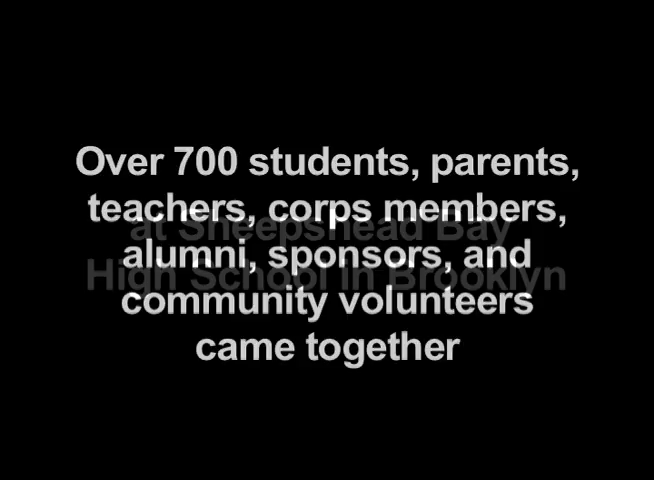 Over 700 students, parents,
teachers, corps members,
at Sheepshead Bay
alumni, sponsors, and
High School in Brooklyn
community volunteers
came together